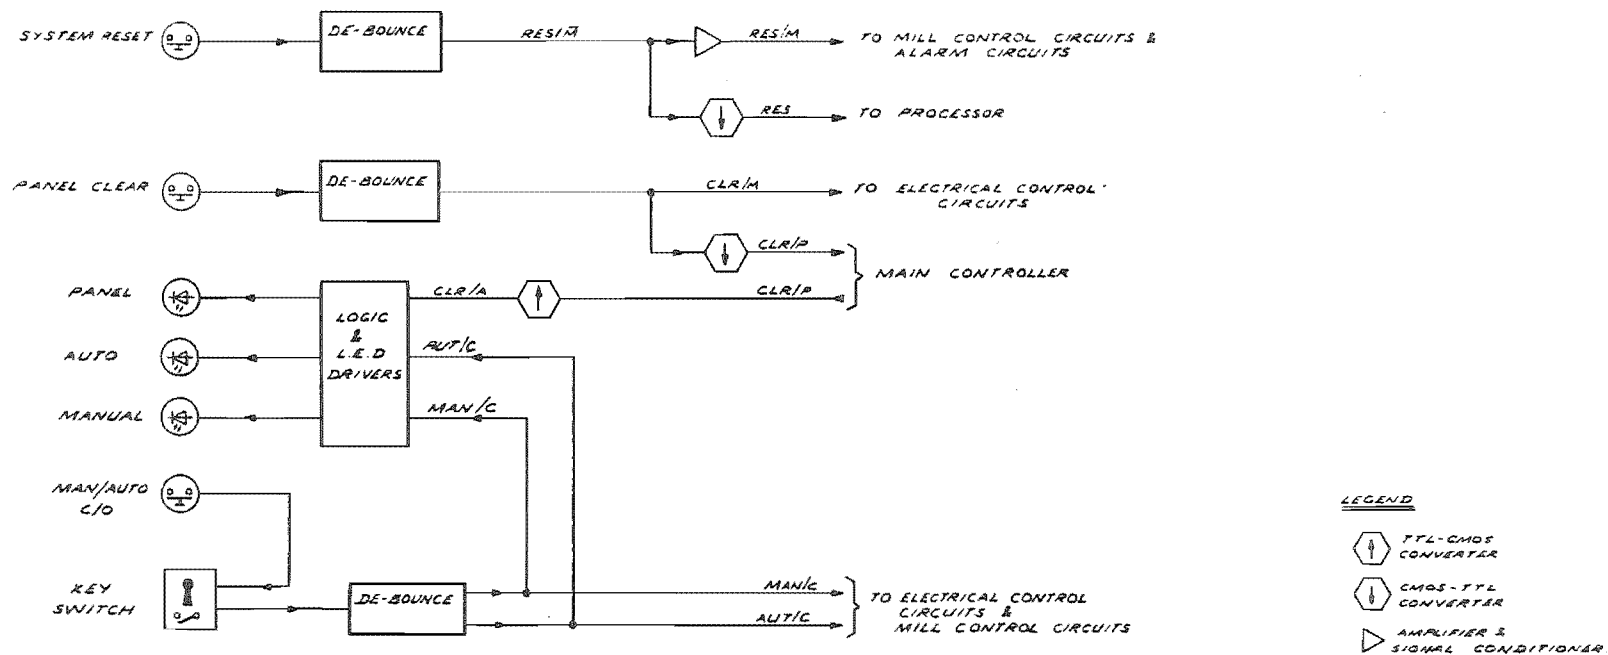 SYSTEM RESET
DE-BOUNCE
RES/M̄
RES/M
TO MILL CONTROL CIRCUITS &
ALARM CIRCUITS
RES
TO PROCESSOR
PANEL CLEAR
DE-BOUNCE
CLR/M
TO ELECTRICAL CONTROL
CIRCUITS
CLR/P
MAIN CONTROLLER
PANEL
CLR/A
CLR/P
LOGIC
&
L.E.D
DRIVERS
AUTO
AUT/C
MANUAL
MAN/C
MAN/AUTO
C/O
KEY
SWITCH
DE-BOUNCE
MAN/C
AUT/C
TO ELECTRICAL CONTROL
CIRCUITS &
MILL CONTROL CIRCUITS
LEGEND
TTL-CMOS
CONVERTER
CMOS-TTL
CONVERTER
AMPLIFIER &
SIGNAL CONDITIONER